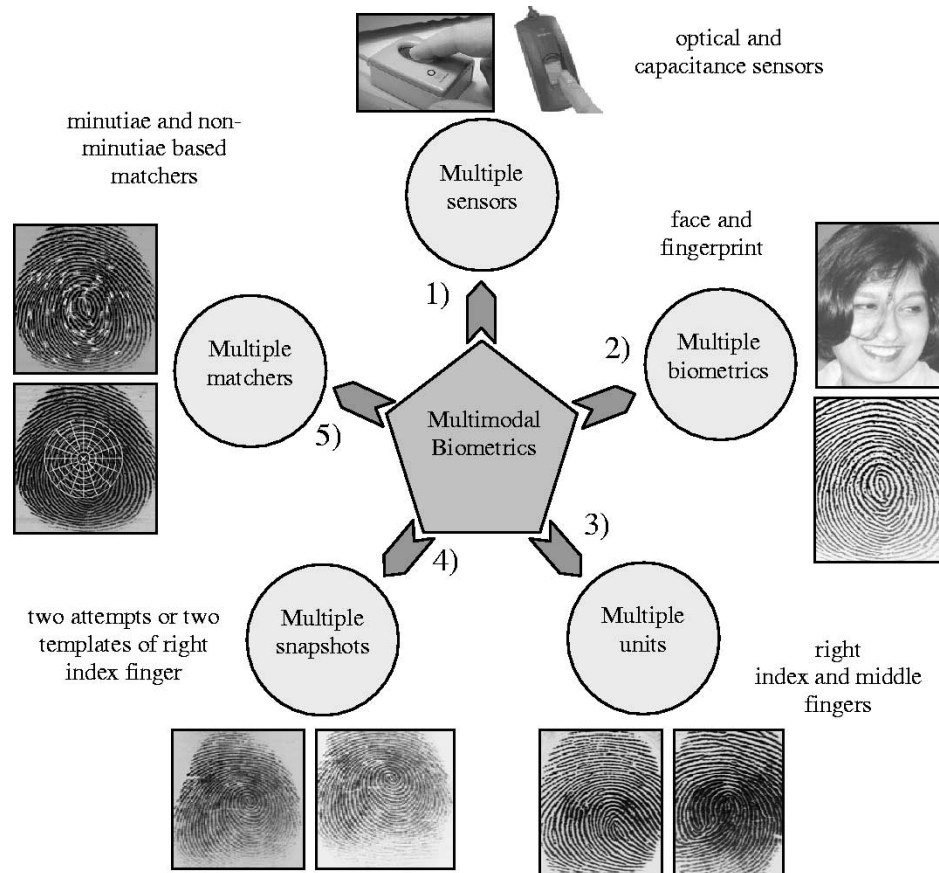 optical and
capacitance sensors
minutiae and non-
minutiae based
matchers
Multiple
sensors
face and
fingerprint
1)
2)
Multiple
biometrics
Multiple
matchers
5)
Multimodal
Biometrics
3)
4)
two attempts or two
templates of right
index finger
Multiple
snapshots
Multiple
units
right
index and middle
fingers